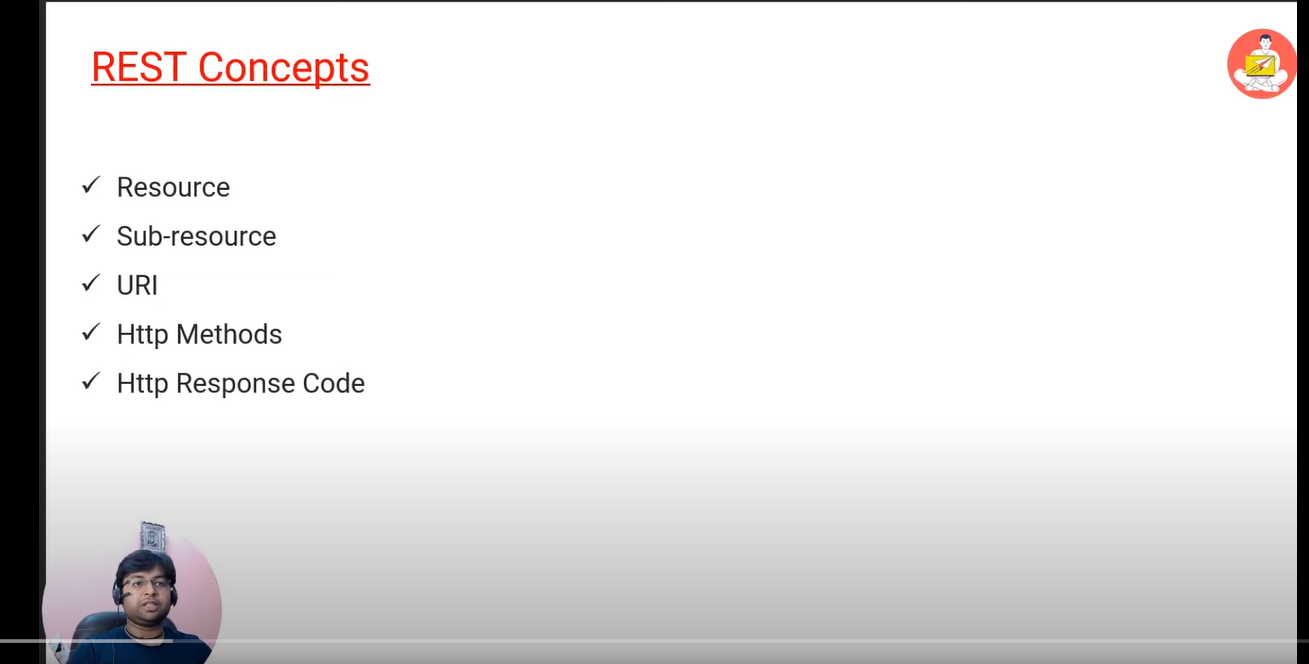 REST Concepts
Resource
Sub-resource
URI
Http Methods
Http Response Code